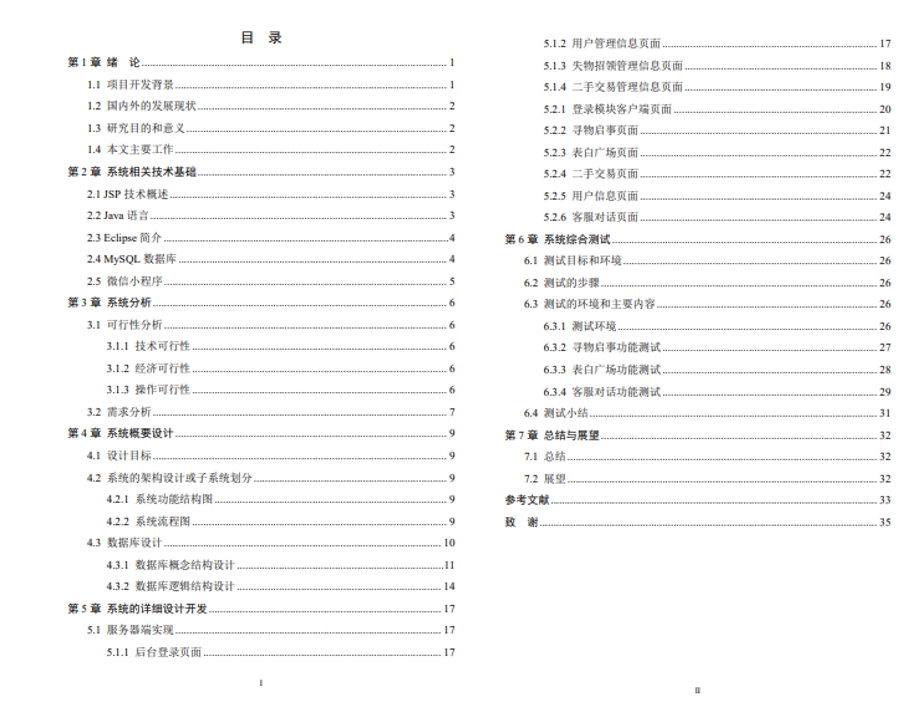 目 录
第 1 章 绪 论 1
1.1 项目开发背景 1
1.2 国内外的发展现状 2
1.3 研究目的和意义 2
1.4 本文主要工作 2
第 2 章 系统相关技术基础 3
2.1 JSP 技术概述 3
2.2 Java 语言 3
2.3 Eclipse 简介 4
2.4 MySQL 数据库 4
2.5 微信小程序 5
第 3 章 系统分析 6
3.1 可行性分析 6
3.1.1 技术可行性 6
3.1.2 经济可行性 6
3.1.3 操作可行性 6
3.2 需求分析 7
第 4 章 系统概要设计 9
4.1 设计目标 9
4.2 系统的架构设计或子系统划分 9
4.2.1 系统功能结构图 9
4.2.2 系统流程图 9
4.3 数据库设计 10
4.3.1 数据库概念结构设计 11
4.3.2 数据库逻辑结构设计 14
第 5 章 系统的详细设计开发 17
5.1 服务器端实现 17
5.1.1 后台登录页面 17
I
5.1.2 用户管理信息页面 17
5.1.3 失物招领管理信息页面 18
5.1.4 二手交易管理信息页面 19
5.2.1 登录模块客户端页面 20
5.2.2 寻物启事页面 21
5.2.3 表白广场页面 22
5.2.4 二手交易页面 22
5.2.5 用户信息页面 24
5.2.6 客服对话页面 24
第 6 章 系统综合测试 26
6.1 测试目标和环境 26
6.2 测试的步骤 26
6.3 测试的环境和主要内容 26
6.3.1 测试环境 26
6.3.2 寻物启事功能测试 27
6.3.3 表白广场功能测试 28
6.3.4 客服对话功能测试 29
6.4 测试小结 31
第 7 章 总结与展望 32
7.1 总结 32
7.2 展望 32
参考文献 33
致 谢 35
II